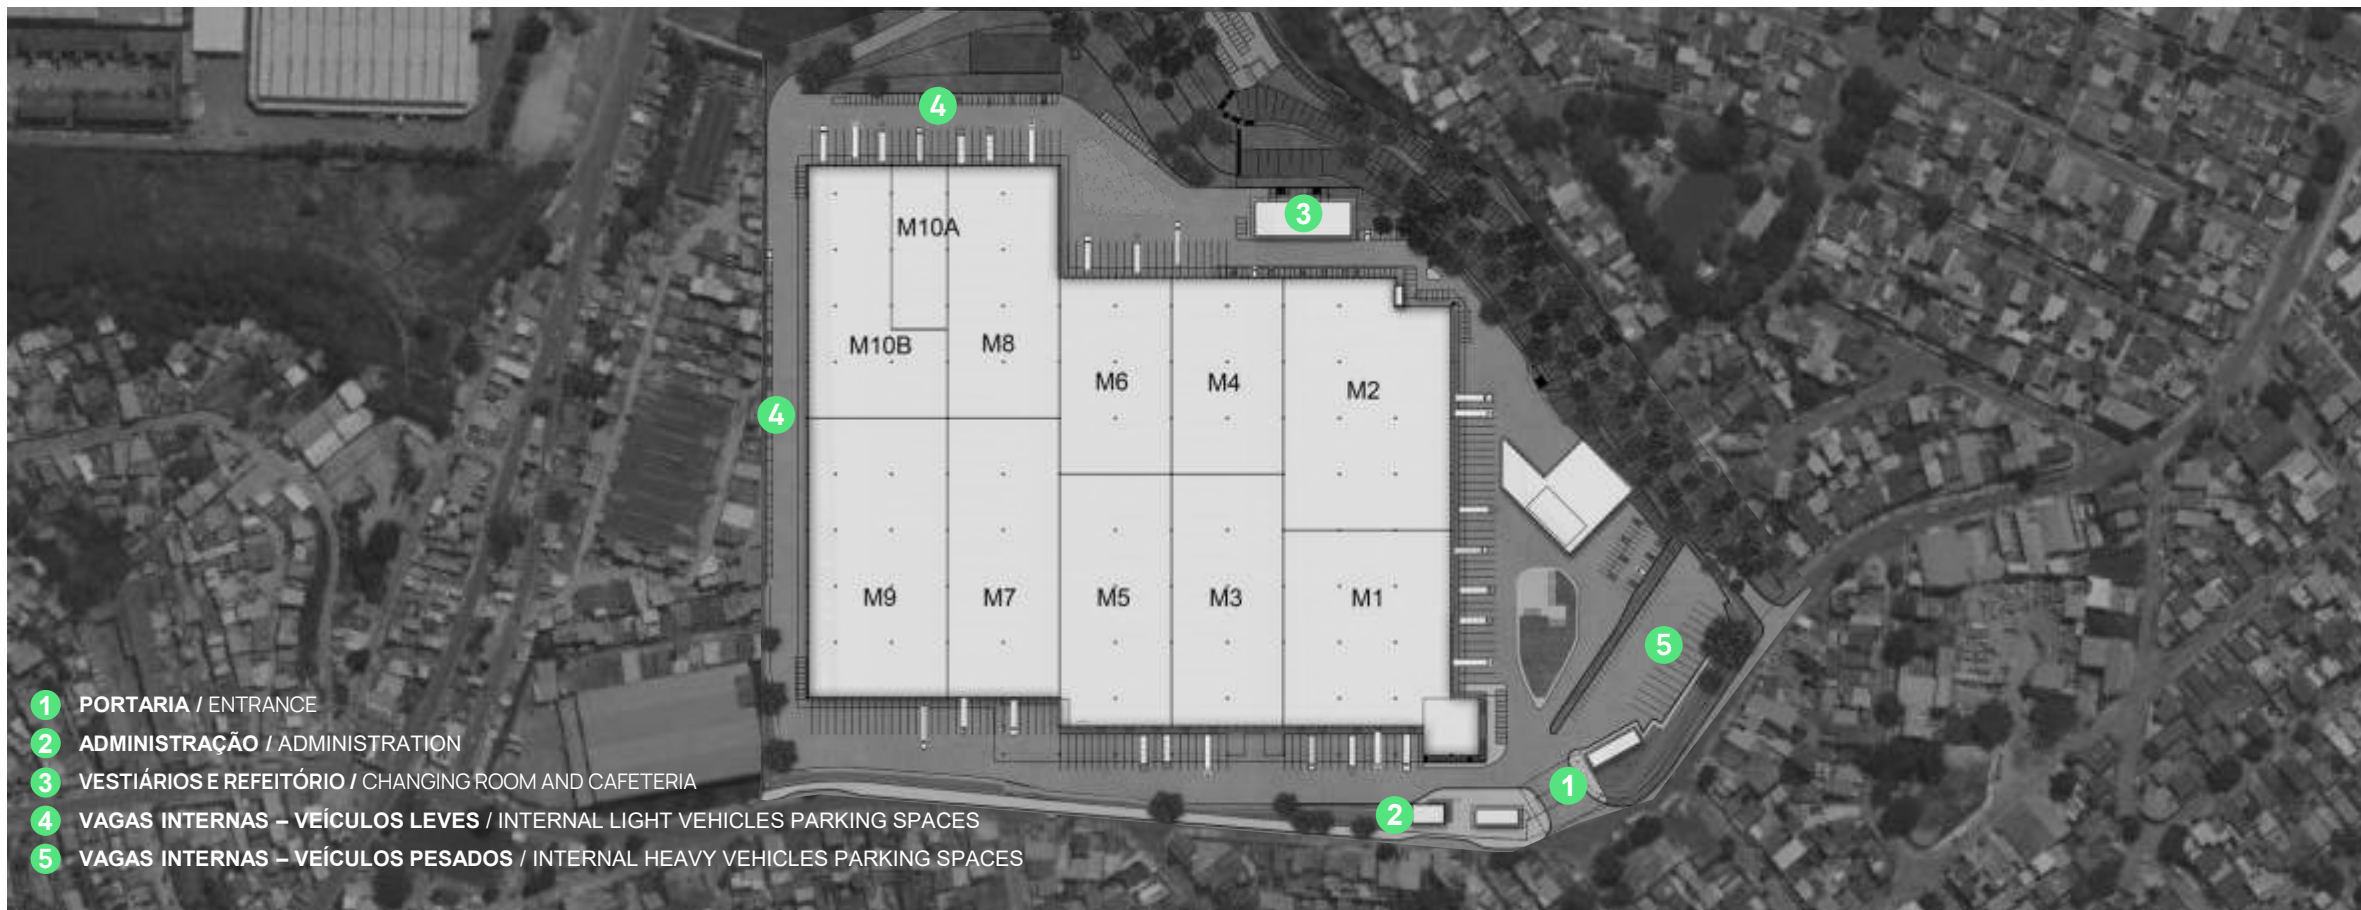 4
3
M10A
M10B
M8
M6
M4
M2
4
M9
M7
M5
M3
M1
5
1
2
1 PORTARIA / ENTRANCE
2 ADMINISTRAÇÃO / ADMINISTRATION
3 VESTIÁRIOS E REFEITÓRIO / CHANGING ROOM AND CAFETERIA
4 VAGAS INTERNAS – VEÍCULOS LEVES / INTERNAL LIGHT VEHICLES PARKING SPACES
5 VAGAS INTERNAS – VEÍCULOS PESADOS / INTERNAL HEAVY VEHICLES PARKING SPACES